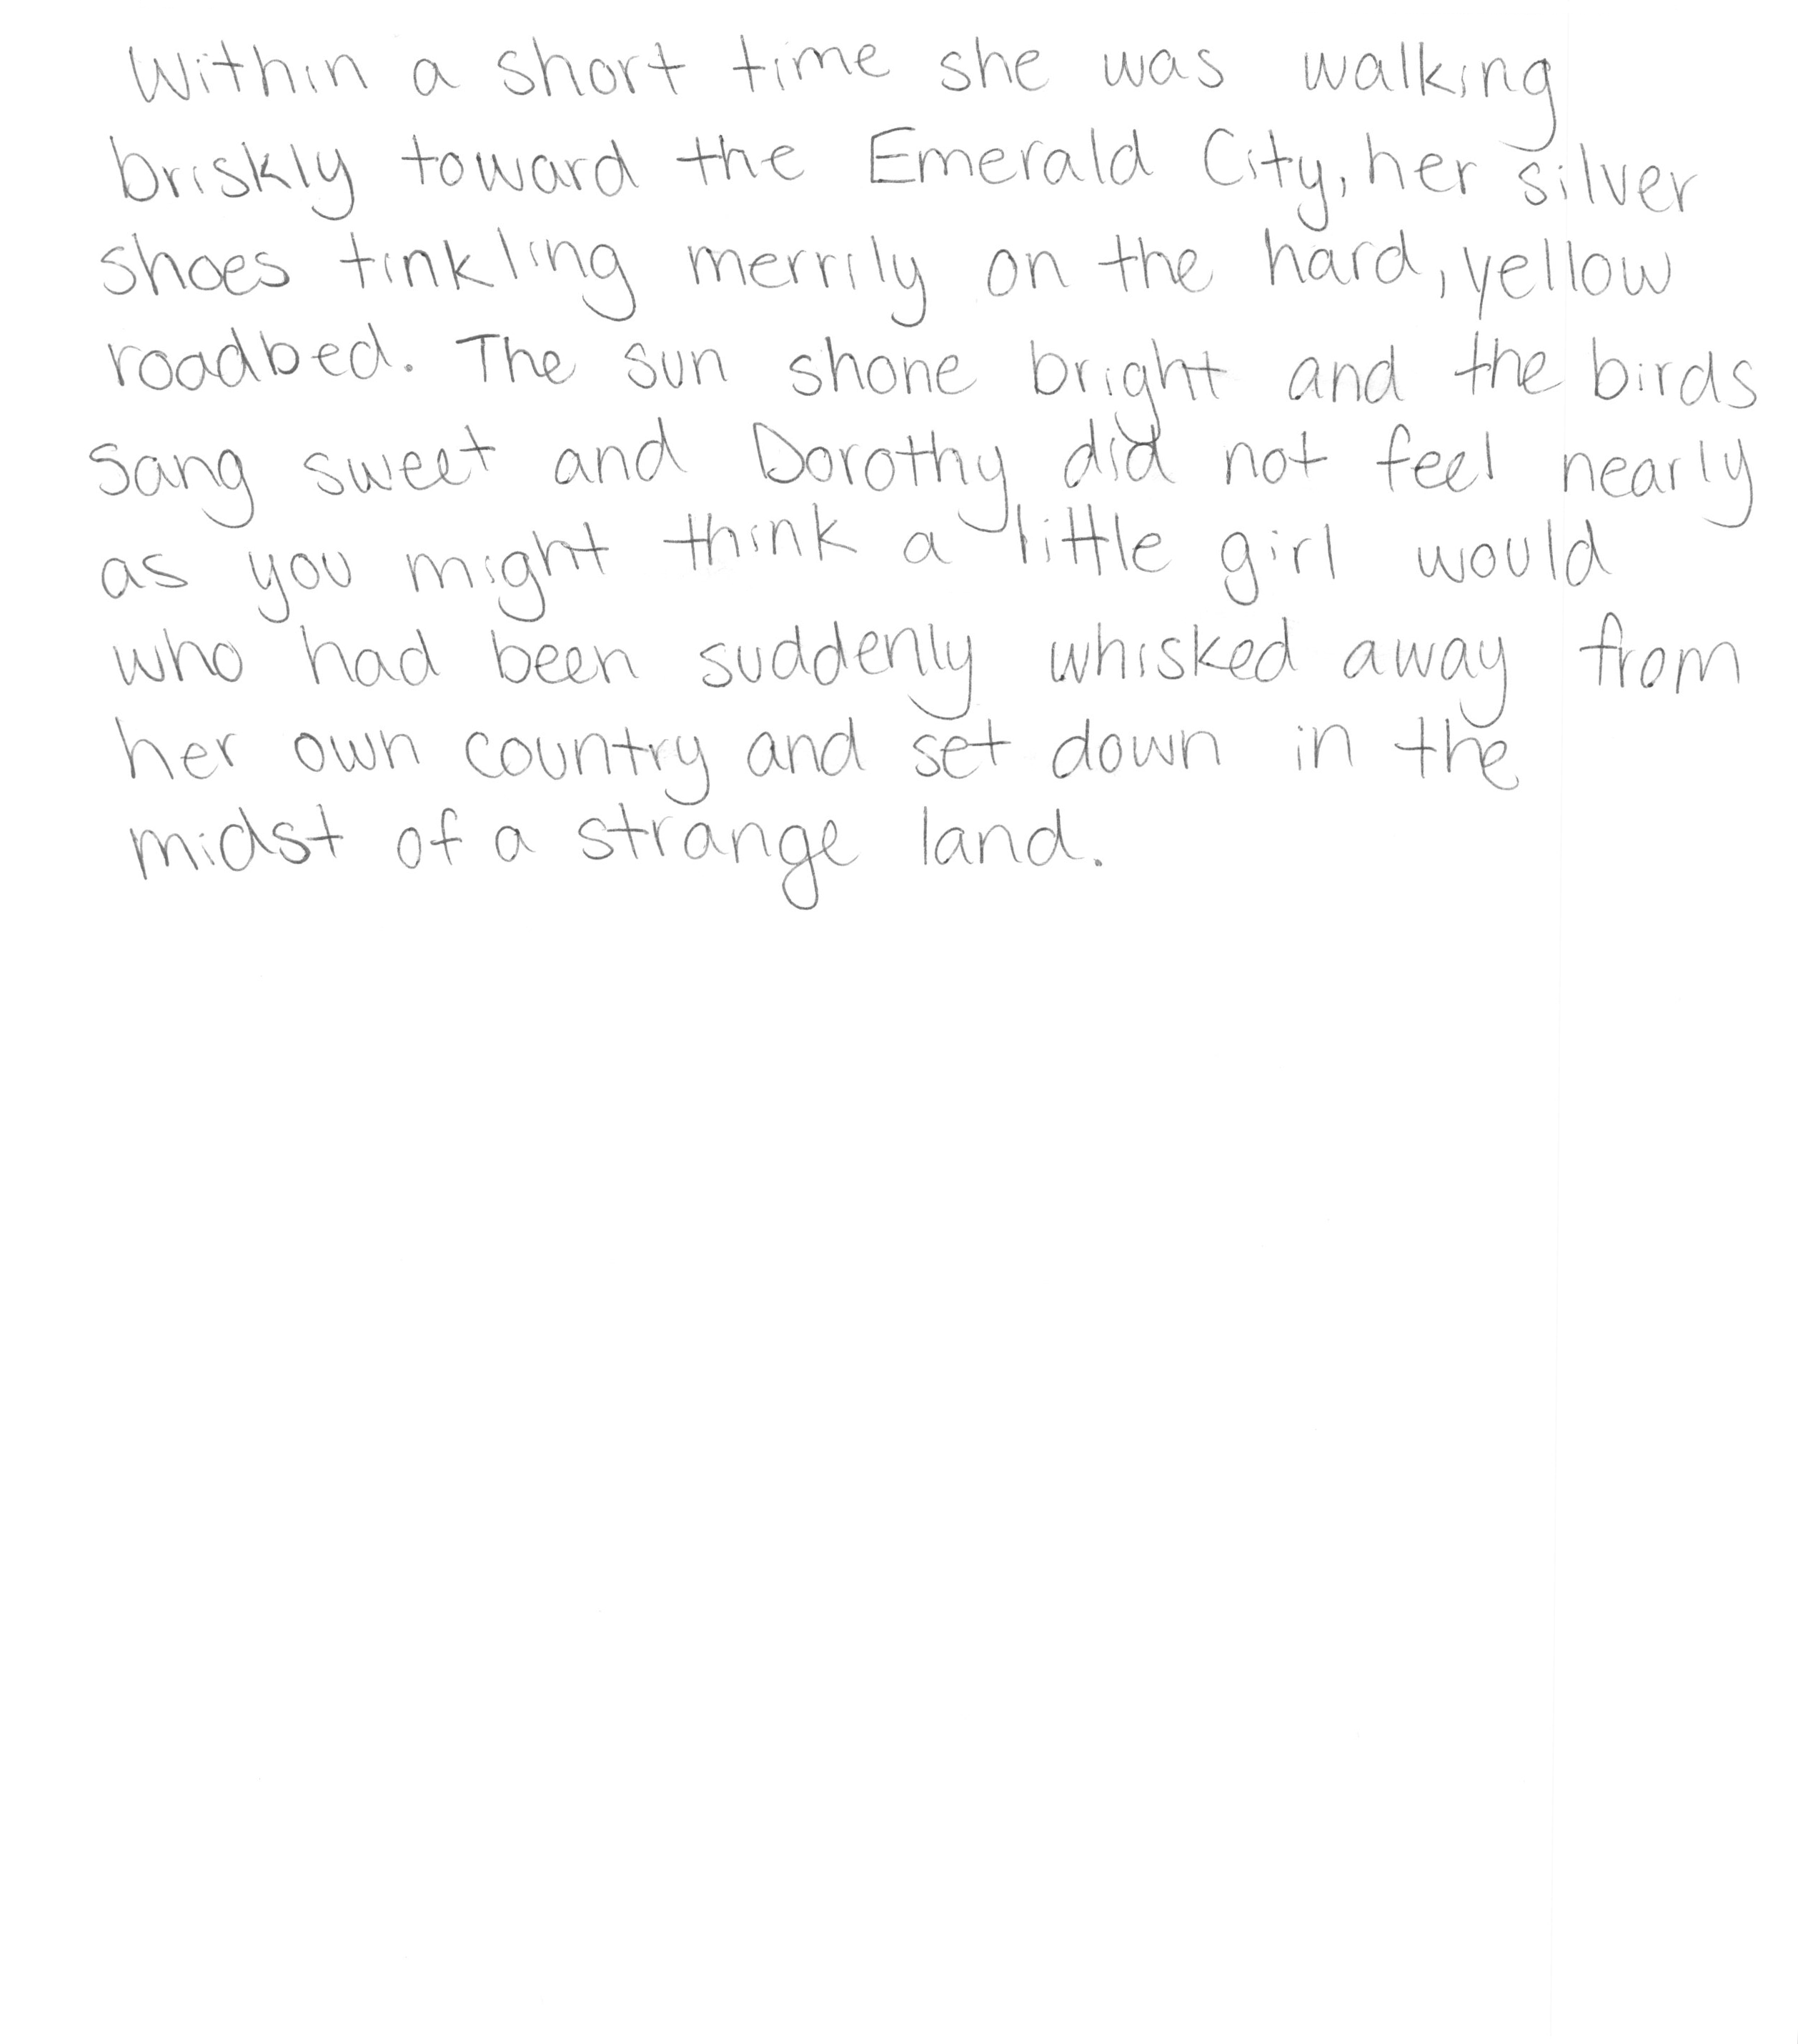 Within a short time she was walking
briskly toward the Emerald City, her silver
shoes tinkling merrily on the hard, yellow
roadbed. The sun shone bright and the birds
sang sweet and Dorothy did not feel nearly
as you might think a little girl would
who had been suddenly whisked away from
her own country and set down in the
midst of a strange land.